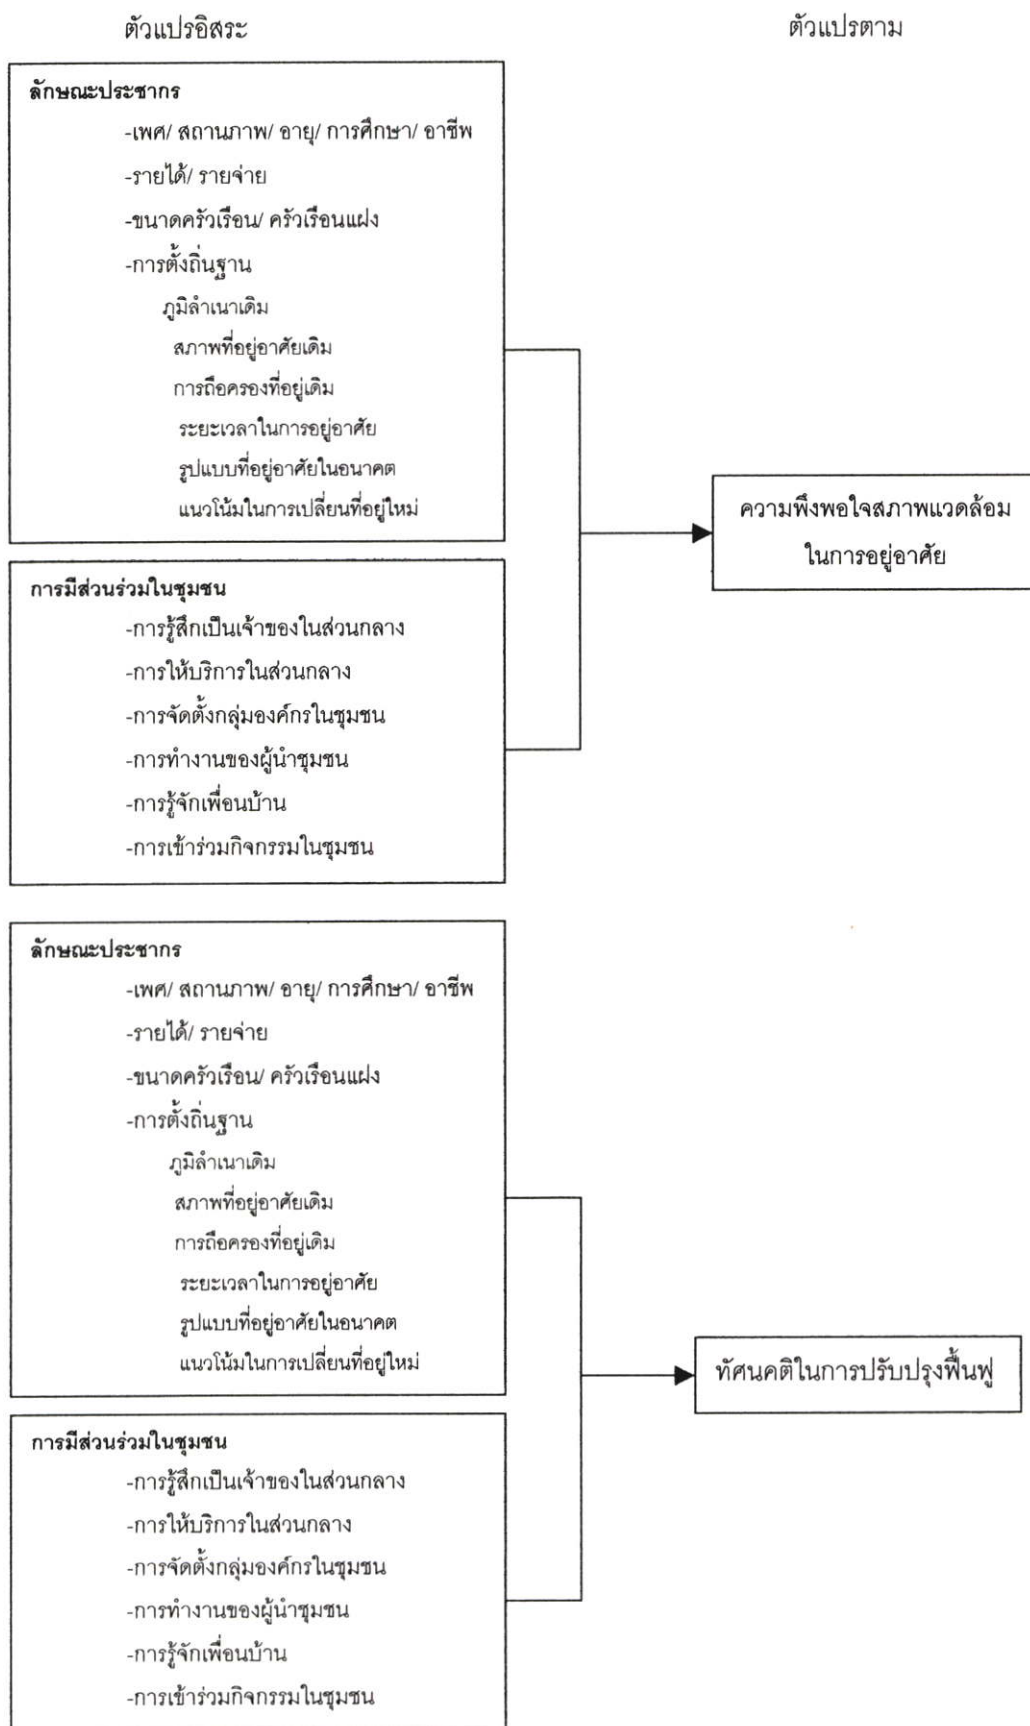 ตัวแปรอิสระ
ตัวแปรตาม
ลักษณะประชากร
-เพศ/ สถานภาพ/ อายุ/ การศึกษา/ อาชีพ
-รายได้/ รายจ่าย
-ขนาดครัวเรือน/ ครัวเรือนแฝง
-การตั้งถิ่นฐาน
ภูมิลำเนาเดิม
สภาพที่อยู่อาศัยเดิม
การถือครองที่อยู่เดิม
ระยะเวลาในการอยู่อาศัย
รูปแบบที่อยู่อาศัยในอนาคต
แนวโน้มในการเปลี่ยนที่อยู่ใหม่
การมีส่วนร่วมในชุมชน
-การรู้สึกเป็นเจ้าของในส่วนกลาง
-การให้บริการในส่วนกลาง
-การจัดตั้งกลุ่มองค์กรในชุมชน
-การทำงานของผู้นำชุมชน
-การรู้จักเพื่อนบ้าน
-การเข้าร่วมกิจกรรมในชุมชน
ความพึงพอใจสภาพแวดล้อม
ในการอยู่อาศัย
ลักษณะประชากร
-เพศ/ สถานภาพ/ อายุ/ การศึกษา/ อาชีพ
-รายได้/ รายจ่าย
-ขนาดครัวเรือน/ ครัวเรือนแฝง
-การตั้งถิ่นฐาน
ภูมิลำเนาเดิม
สภาพที่อยู่อาศัยเดิม
การถือครองที่อยู่เดิม
ระยะเวลาในการอยู่อาศัย
รูปแบบที่อยู่อาศัยในอนาคต
แนวโน้มในการเปลี่ยนที่อยู่ใหม่
การมีส่วนร่วมในชุมชน
-การรู้สึกเป็นเจ้าของในส่วนกลาง
-การให้บริการในส่วนกลาง
-การจัดตั้งกลุ่มองค์กรในชุมชน
-การทำงานของผู้นำชุมชน
-การรู้จักเพื่อนบ้าน
-การเข้าร่วมกิจกรรมในชุมชน
ทัศนคติในการปรับปรุงฟื้นฟู